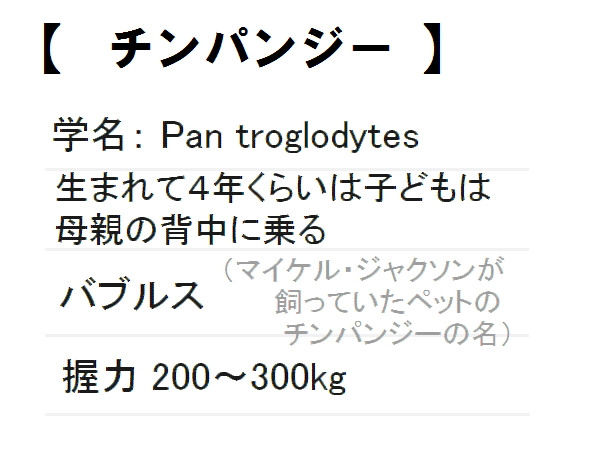 【　チンパンジー　】
学名： Pan troglodytes
生まれて４年くらいは子どもは
母親の背中に乗る
バブルス
（マイケル・ジャクソンが
飼っていたペットの
チンパンジーの名）
握力 200～300kg